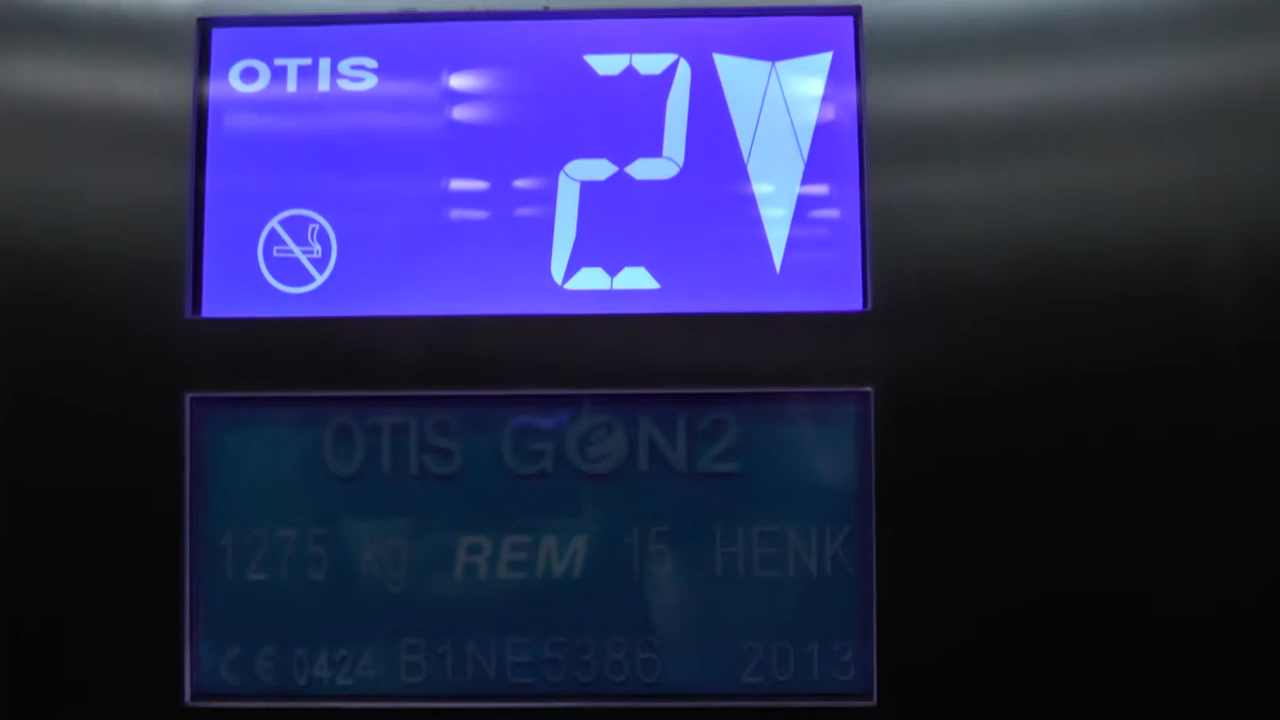 OTIS
2
OTIS GeN2
1275 kg REM 15 HENK
CE 0424 B1NE5386 2013